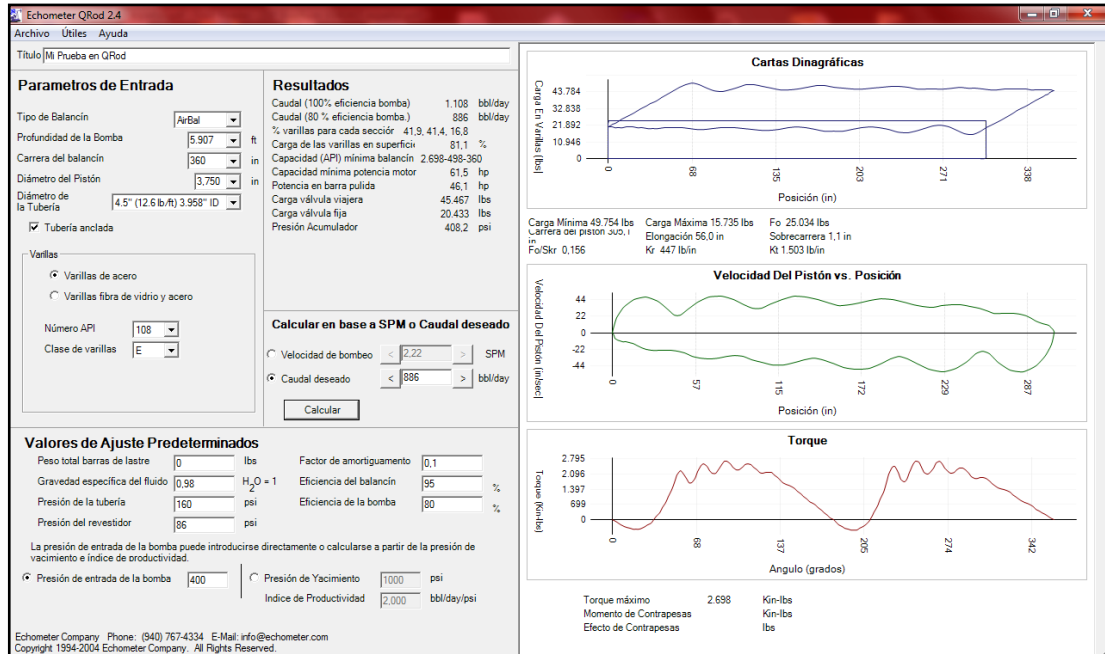 Echometer QRod 2.4
Archivo Útiles Ayuda
Título Mi Prueba en QRod
Parametros de Entrada
Tipo de Balancín AirBal
Profundidad de la Bomba 5.907 ft
Carrera del balancín 360 in
Diámetro del Pistón 3,750 in
Diámetro de la Tubería 4.5" (12.6 lb/ft) 3.958" ID
Tubería anclada
Varillas
Varillas de acero
Varillas fibra de vidrio y acero
Número API 108
Clase de varillas E
Resultados
Caudal (100% eficiencia bomba) 1.108 bbl/day
Caudal (80 % eficiencia bomba.) 886 bbl/day
% varillas para cada secciór 41,9, 41,4, 16,8
Carga de las varillas en superficie 81,1 %
Capacidad (API) mínima balancín 2.698-498-360
Capacidad mínima potencia motor 61,5 hp
Potencia en barra pulida 46,1 hp
Carga válvula viajera 45.467 lbs
Carga válvula fija 20.433 lbs
Presión Acumulador 408,2 psi
Calcular en base a SPM o Caudal deseado
Velocidad de bombeo < 2,22 > SPM
Caudal deseado < 886 > bbl/day
Calcular
Valores de Ajuste Predeterminados
Peso total barras de lastre 0 lbs
Gravedad específica del fluido 0,98 H2O = 1
Presión de la tubería 160 psi
Presión del revestidor 86 psi
Factor de amortiguamento 0,1
Eficiencia del balancín 95 %
Eficiencia de la bomba 80 %
La presión de entrada de la bomba puede introducirse directamente o calcularse a partir de la presión de
yacimiento e índice de productividad.
Presión de entrada de la bomba 400
Presión de Yacimiento 1000 psi
Indice de Productividad 2,000 bbl/day/psi
Echometer Company Phone: (940) 767-4334 E-Mail: info@echometer.com
Copyright 1994-2004 Echometer Company. All Rights Reserved.
Cartas Dinagráficas
Carga En Varillas (lbs)
43.784
32.838
21.892
10.946
0
0 68 135 203 271 338
Posición (in)
Carga Mínima 49.754 lbs Carga Máxima 15.735 lbs Fo 25.034 lbs
Carrera del pistón 305,1 in Elongación 56,0 in Sobrecarrera 1,1 in
Fo/Skr 0,156 Kr 447 lb/in Kt 1.503 lb/in
Velocidad Del Pistón vs. Posición
Velocidad Del Piston (in/sec)
44
22
0
-22
-44
0 57 115 172 229 287
Posición (in)
Torque
Torque (Kin-lbs)
2.795
2.096
1.397
699
0
0 68 137 205 274 342
Angulo (grados)
Torque máximo 2.698 Kin-lbs
Momento de Contrapesas Kin-lbs
Efecto de Contrapesas lbs